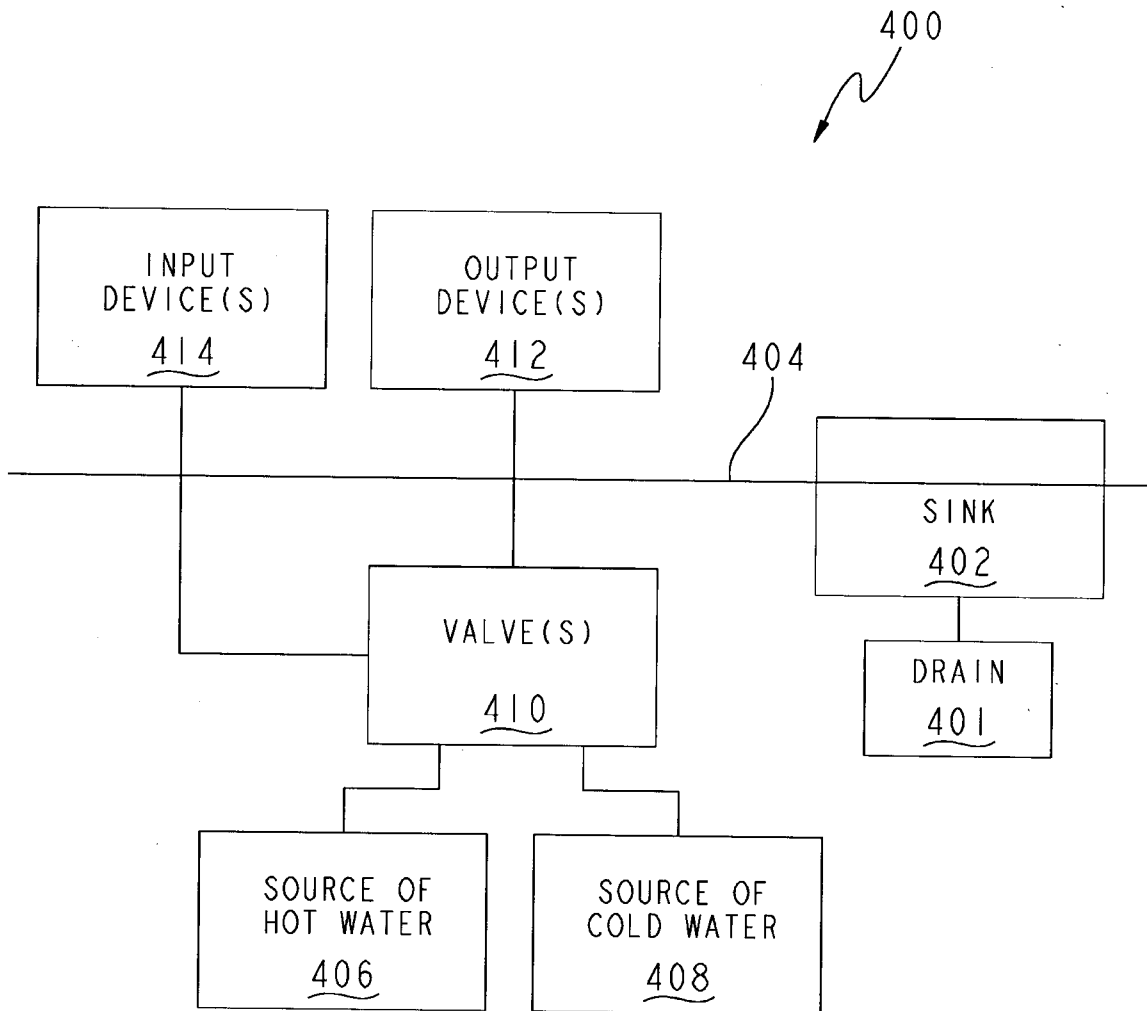 400
INPUT
DEVICE(S)
414
OUTPUT
DEVICE(S)
412
404
SINK
402
VALVE(S)
410
DRAIN
401
SOURCE OF
HOT WATER
406
SOURCE OF
COLD WATER
408